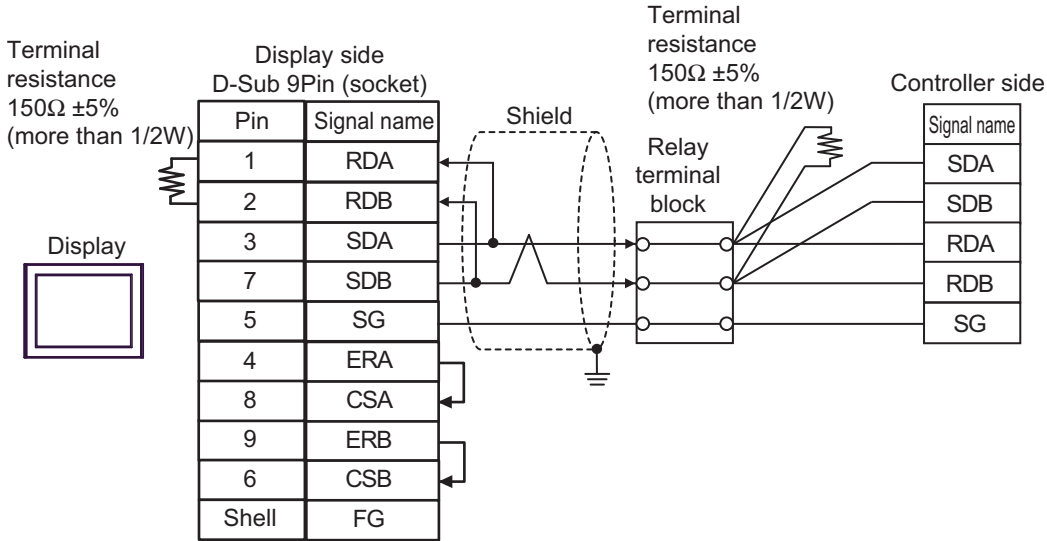 Terminal
resistance
150Ω ±5%
(more than 1/2W)
Display side
D-Sub 9Pin (socket)
Pin Signal name
1 RDA
2 RDB
3 SDA
7 SDB
5 SG
4 ERA
8 CSA
9 ERB
6 CSB
Shell FG
Display
Shield
Relay
terminal
block
Terminal
resistance
150Ω ±5%
(more than 1/2W)
Controller side
Signal name
SDA
SDB
RDA
RDB
SG